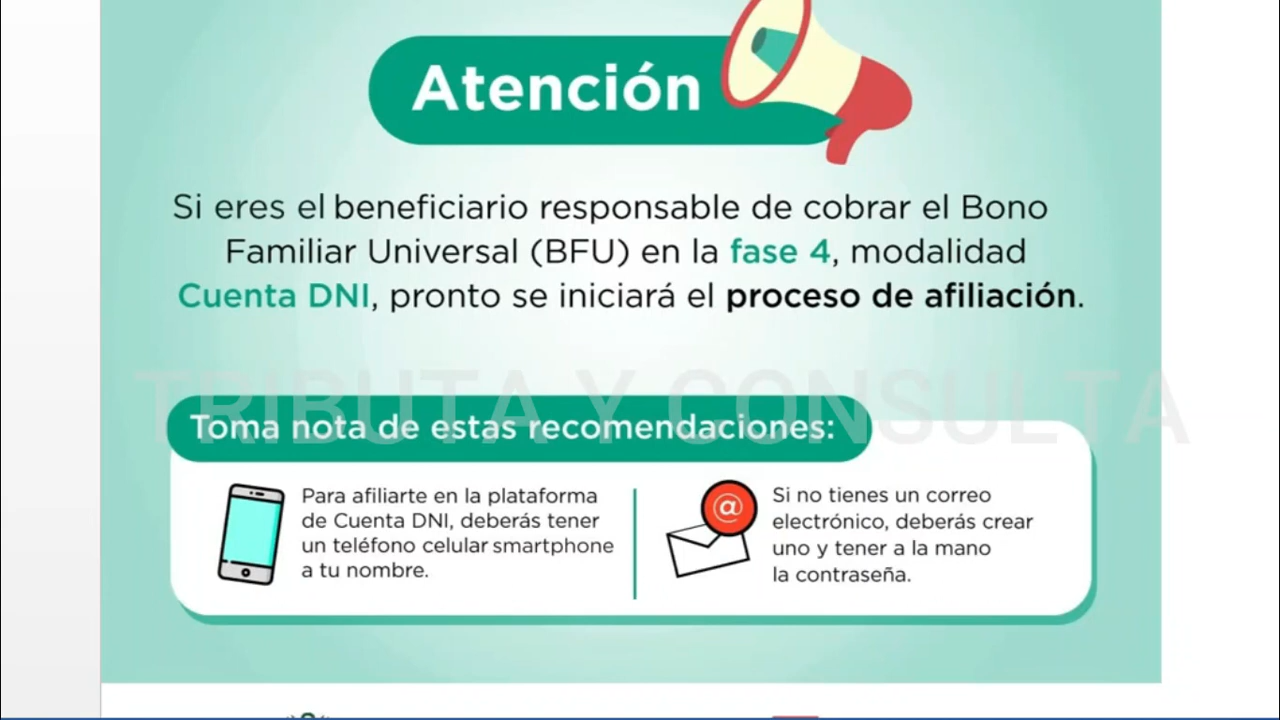 Atención
Si eres el beneficiario responsable de cobrar el Bono
Familiar Universal (BFU) en la fase 4, modalidad
Cuenta DNI, pronto se iniciará el proceso de afiliación.
TRIBUTA Y CONSULTA
Toma nota de estas recomendaciones:
Para afiliarte en la plataforma
de Cuenta DNI, deberás tener
un teléfono celular smartphone
a tu nombre.
@
Si no tienes un correo
electrónico, deberás crear
uno y tener a la mano
la contraseña.